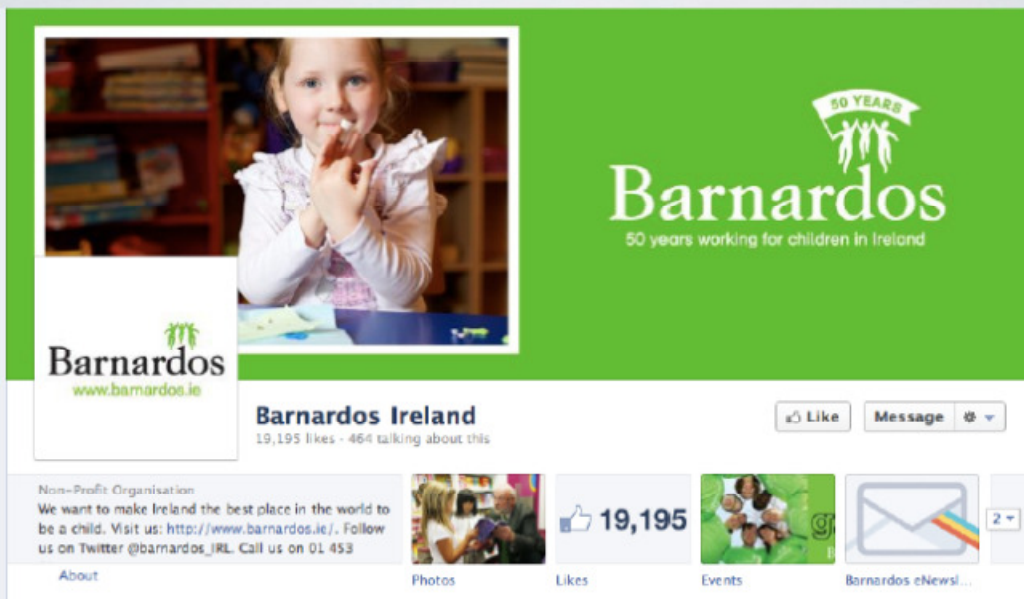 50 YEARS
Barnardos
50 years working for children in Ireland
Barnardos
www.barnardos.ie
Barnardos Ireland
19,195 likes · 464 talking about this
Like
Message
Non-Profit Organisation
We want to make Ireland the best place in the world to
be a child. Visit us: http://www.barnardos.ie/. Follow
us on Twitter @barnardos_IRL. Call us on 01 453
About
19,195
2
Photos
Likes
Events
Barnardos eNewsl...